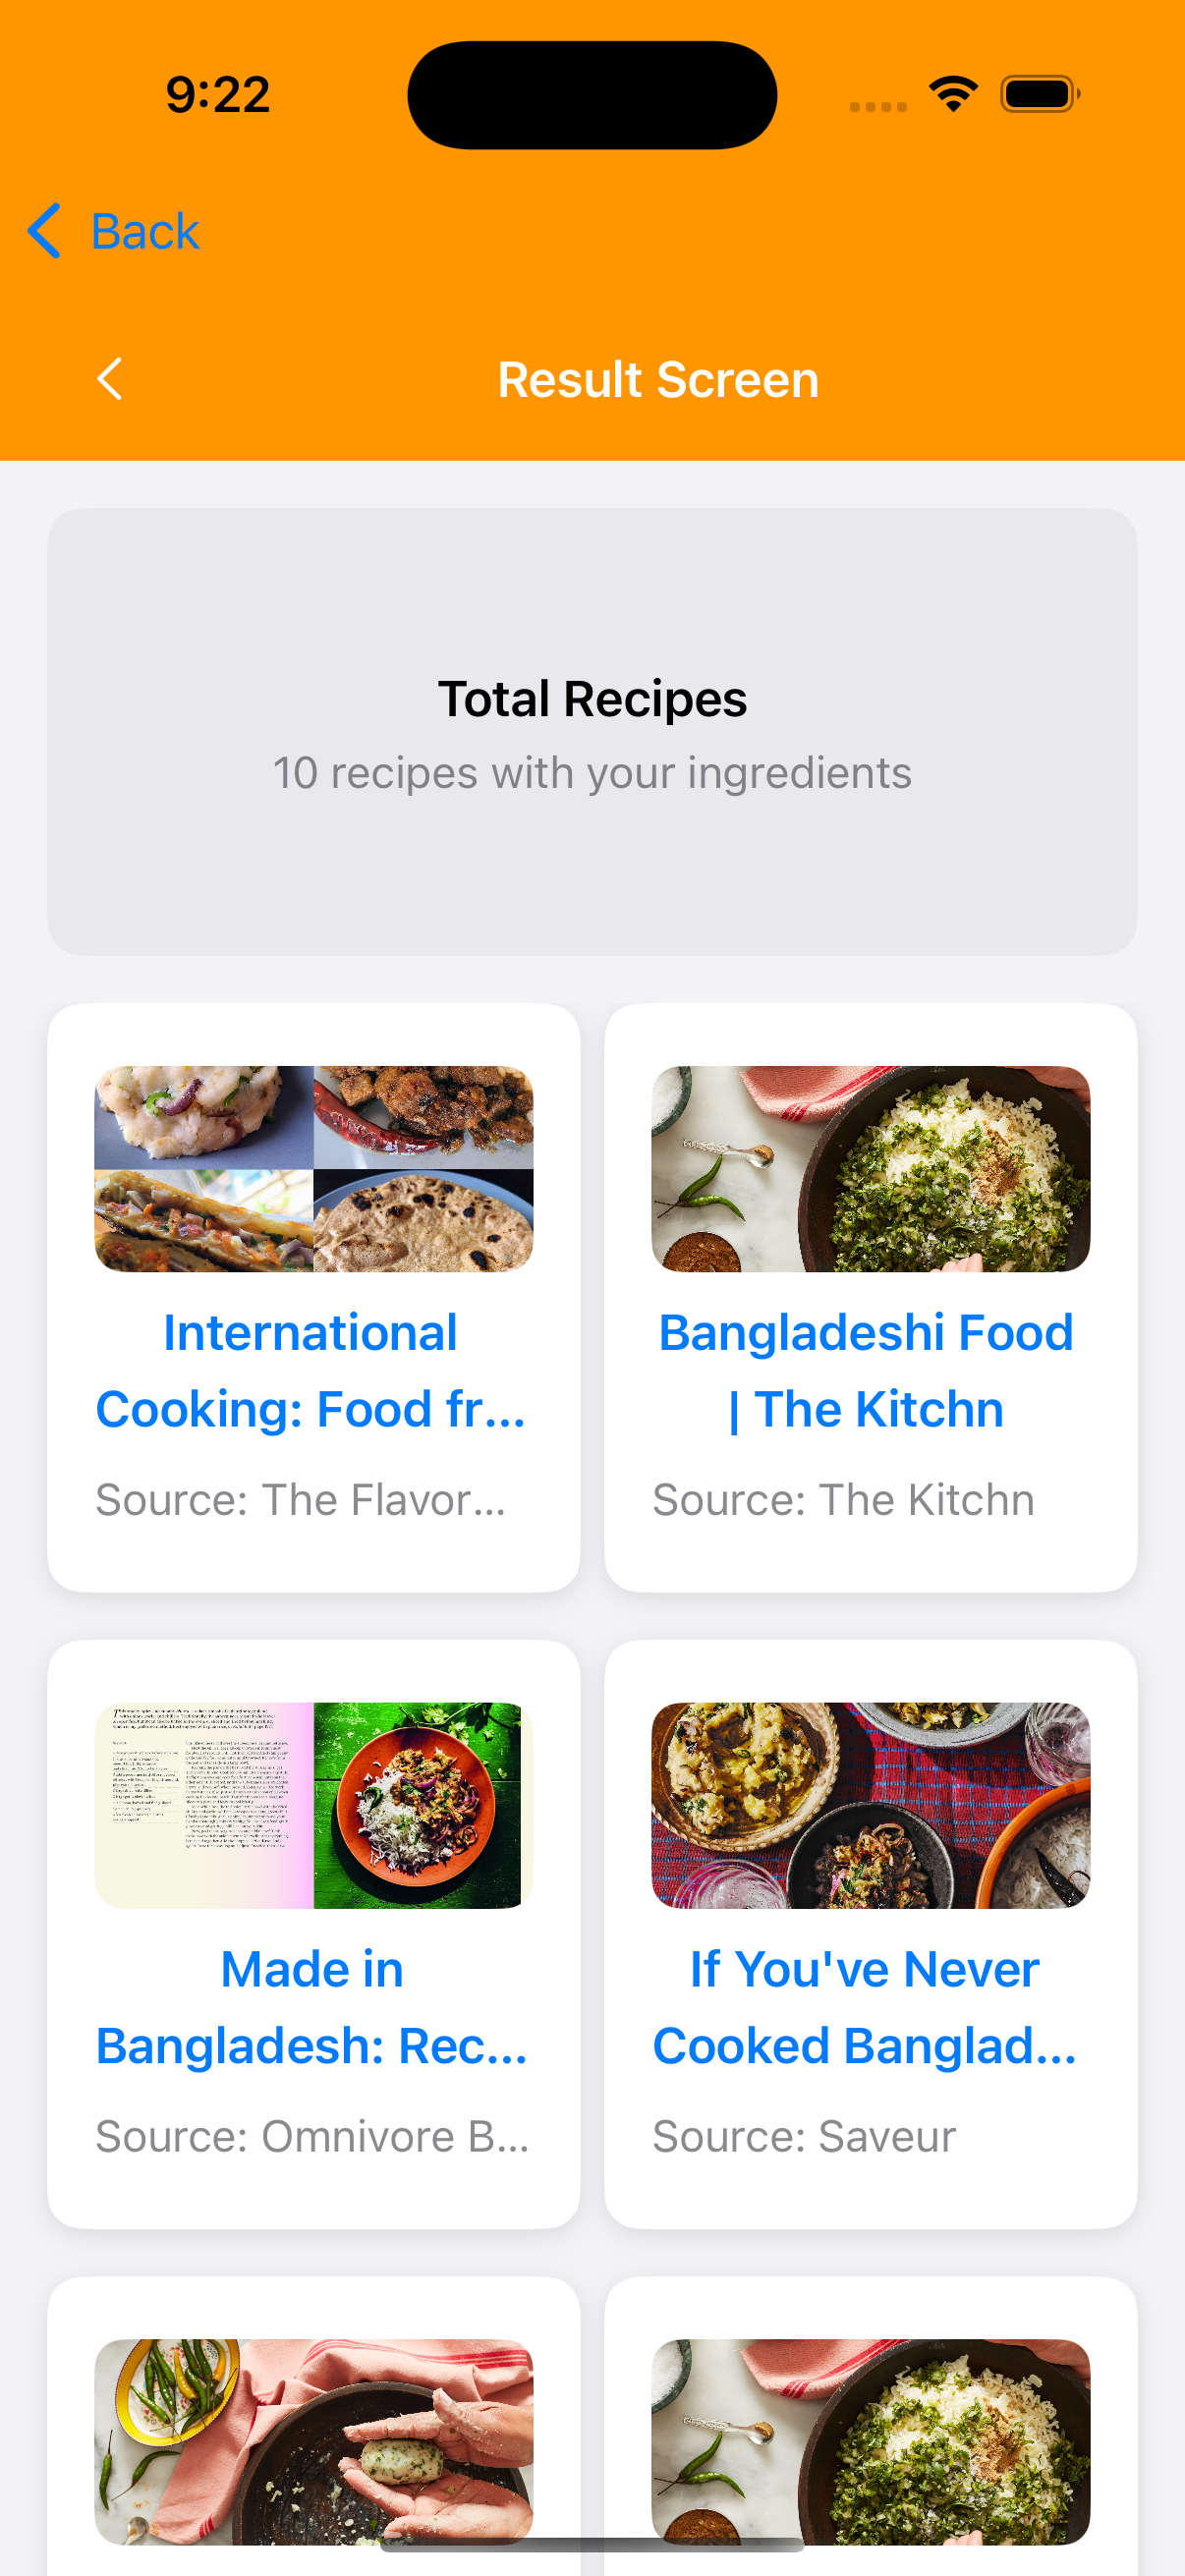 9:22
Back
Result Screen
Total Recipes
10 recipes with your ingredients
International
Cooking: Food fr...
Source: The Flavor...
Bangladeshi Food
| The Kitchn
Source: The Kitchn
Made in
Bangladesh: Rec...
Source: Omnivore B...
If You've Never
Cooked Banglad...
Source: Saveur